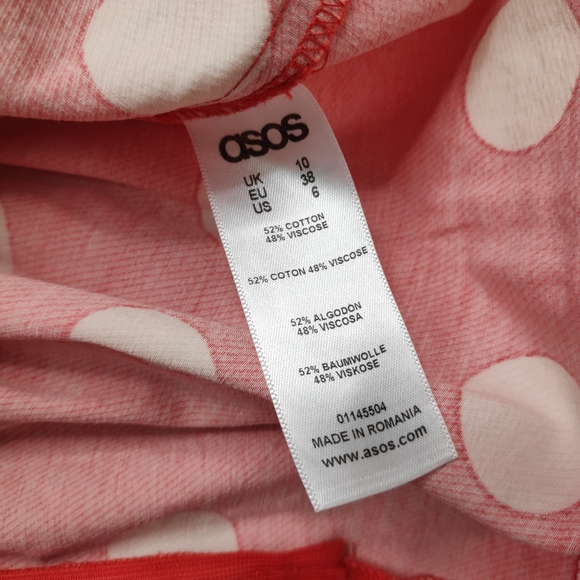 asos
UK 10
EU 38
US 6
52% COTTON
48% VISCOSE
52% COTON 48% VISCOSE
52% ALGODÓN
48% VISCOSA
52% BAUMWOLLE
48% VISKOSE
01145504
MADE IN ROMANIA
www.asos.com